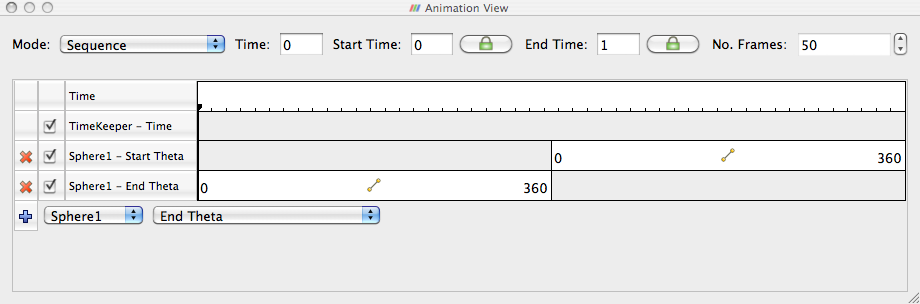 Animation View
Mode: Sequence Time: 0 Start Time: 0 End Time: 1 No. Frames: 50
Time
TimeKeeper – Time
Sphere1 – Start Theta 0 360
Sphere1 – End Theta 0 360
Sphere1 End Theta